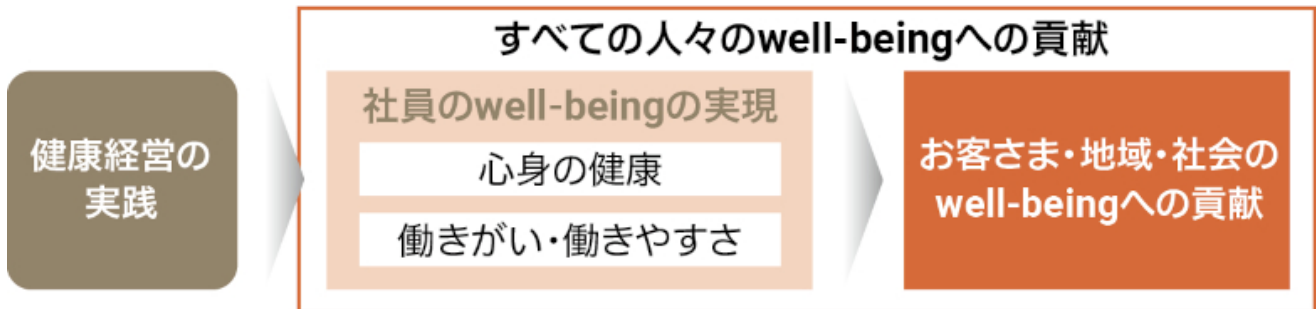 すべての人々のwell-beingへの貢献
健康経営の
実践
社員のwell-beingの実現
心身の健康
働きがい・働きやすさ
お客さま・地域・社会の
well-beingへの貢献